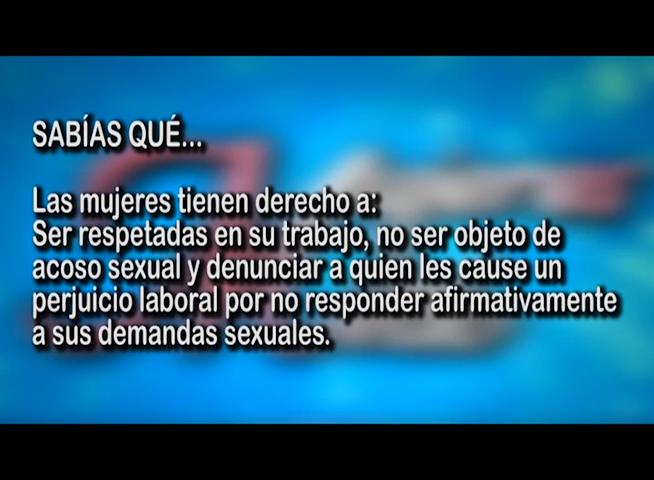 SABÍAS QUÉ...
Las mujeres tienen derecho a:
Ser respetadas en su trabajo, no ser objeto de
acoso sexual y denunciar a quien les cause un
perjuicio laboral por no responder afirmativamente
a sus demandas sexuales.